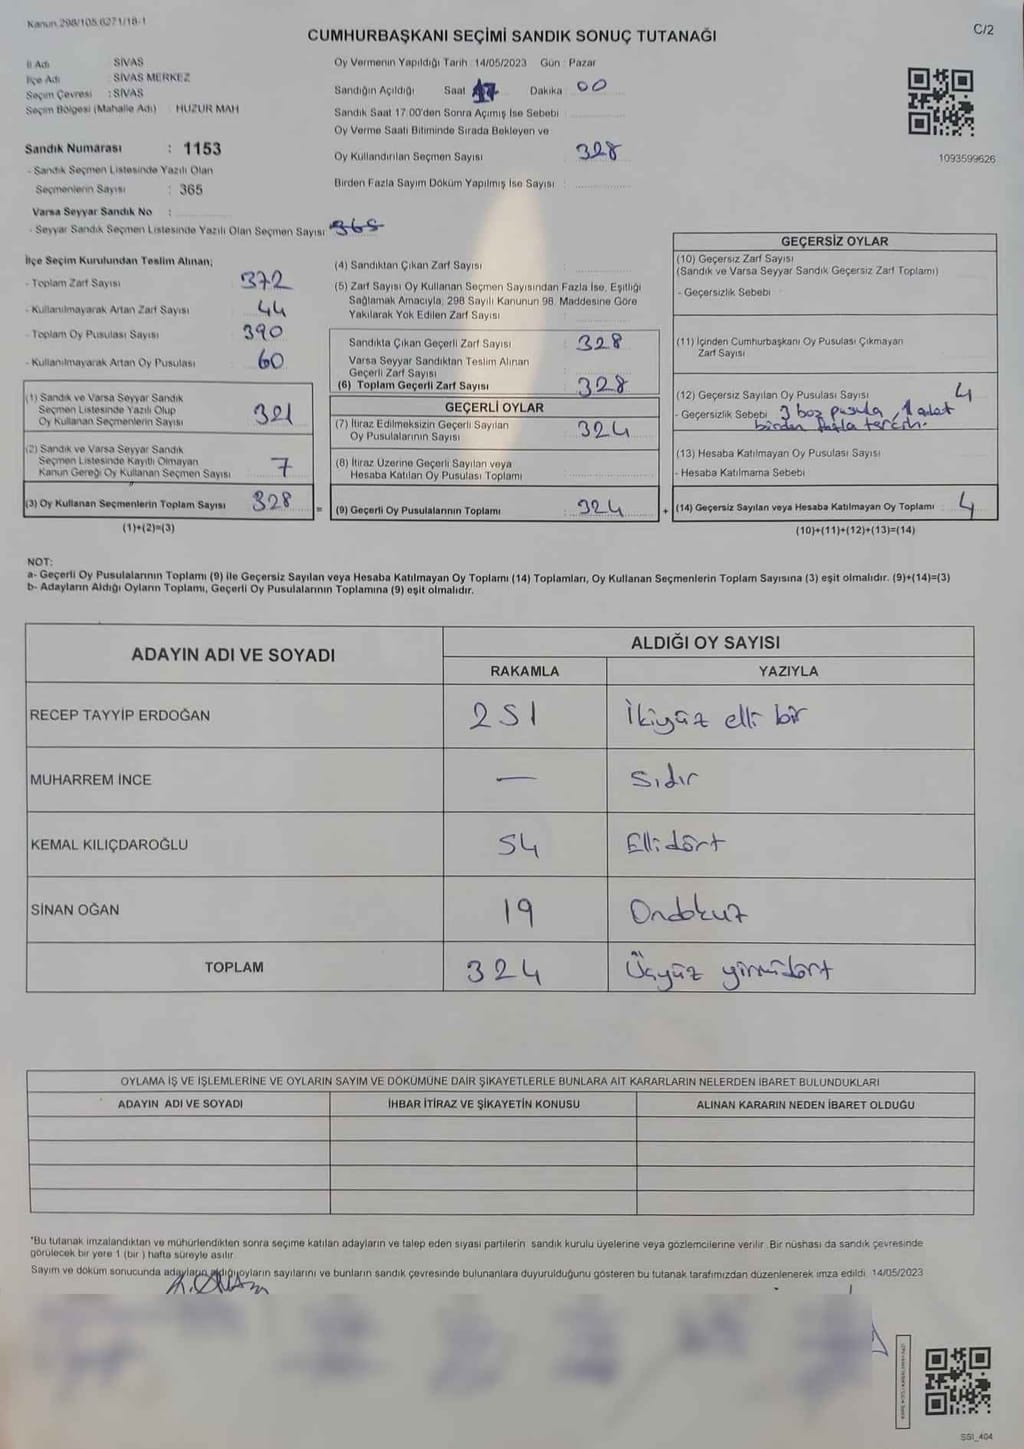 Kanun 298/105.6271/18-1
C/2
CUMHURBAŞKANI SEÇİMİ SANDIK SONUÇ TUTANAĞI
İl Adı SİVAS
İlçe Adı : SİVAS MERKEZ
Seçim Çevresi : SİVAS
Seçim Bölgesi (Mahalle Adı) : HUZUR MAH
Sandık Numarası : 1153
- Sandık Seçmen Listesinde Yazılı Olan
Seçmenlerin Sayısı : 365
Varsa Seyyar Sandık No :
- Seyyar Sandık Seçmen Listesinde Yazılı Olan Seçmen Sayısı 365
Oy Vermenin Yapıldığı Tarih : 14/05/2023 Gün : Pazar
Sandığın Açıldığı Saat 17 Dakika 00
Sandık Saat 17.00'den Sonra Açımış İse Sebebi :
Oy Verme Saati Bitiminde Sırada Bekleyen ve
Oy Kullandırılan Seçmen Sayısı 328
Birden Fazla Sayım Döküm Yapılmış İse Sayısı :
1093599626
İlçe Seçim Kurulundan Teslim Alınan;
- Toplam Zarf Sayısı 372
- Kullanılmayarak Artan Zarf Sayısı 44
- Toplam Oy Pusulası Sayısı 390
- Kullanılmayarak Artan Oy Pusulası 60
(1) Sandık ve Varsa Seyyar Sandık
Seçmen Listesinde Yazılı Olup
Oy Kullanan Seçmenlerin Sayısı 321
(2) Sandık ve Varsa Seyyar Sandık
Seçmen Listesinde Kayıtlı Olmayan
Kanun Gereği Oy Kullanan Seçmen Sayısı 7
(3) Oy Kullanan Seçmenlerin Toplam Sayısı 328
(1)+(2)=(3)
(4) Sandıktan Çıkan Zarf Sayısı :
(5) Zarf Sayısı Oy Kullanan Seçmen Sayısından Fazla İse, Eşitliği
Sağlamak Amacıyla, 298 Sayılı Kanunun 98. Maddesine Göre
Yakılarak Yok Edilen Zarf Sayısı :
Sandıkta Çıkan Geçerli Zarf Sayısı : 328
Varsa Seyyar Sandıktan Teslim Alınan
Geçerli Zarf Sayısı :
(6) Toplam Geçerli Zarf Sayısı : 328
GEÇERLİ OYLAR
(7) İtiraz Edilmeksizin Geçerli Sayılan
Oy Pusulalarının Sayısı : 324
(8) İtiraz Üzerine Geçerli Sayılan veya
Hesaba Katılan Oy Pusulası Toplamı :
= (9) Geçerli Oy Pusulalarının Toplamı : 324
GEÇERSİZ OYLAR
(10) Geçersiz Zarf Sayısı
(Sandık ve Varsa Seyyar Sandık Geçersiz Zarf Toplamı) :
- Geçersizlik Sebebi :
(11) İçinden Cumhurbaşkanı Oy Pusulası Çıkmayan
Zarf Sayısı
(12) Geçersiz Sayılan Oy Pusulası Sayısı : 4
- Geçersizlik Sebebi 3 boş pusula, 1 adet
birden fazla tercih.
(13) Hesaba Katılmayan Oy Pusulası Sayısı :
- Hesaba Katılmama Sebebi :
+ (14) Geçersiz Sayılan veya Hesaba Katılmayan Oy Toplamı : 4
(10)+(11)+(12)+(13)=(14)
NOT:
a- Geçerli Oy Pusulalarının Toplamı (9) ile Geçersiz Sayılan veya Hesaba Katılmayan Oy Toplamı (14) Toplamları, Oy Kullanan Seçmenlerin Toplam Sayısına (3) eşit olmalıdır. (9)+(14)=(3)
b- Adayların Aldığı Oyların Toplamı, Geçerli Oy Pusulalarının Toplamına (9) eşit olmalıdır.
ADAYIN ADI VE SOYADI
ALDIĞI OY SAYISI
RAKAMLA YAZIYLA
RECEP TAYYİP ERDOĞAN 251 İkiyüz elli bir
MUHARREM İNCE — Sıdır
KEMAL KILIÇDAROĞLU 54 Ellidört
SİNAN OĞAN 19 Ondokuz
TOPLAM 324 Üçyüz yirmidört
OYLAMA İŞ VE İŞLEMLERİNE VE OYLARIN SAYIM VE DÖKÜMÜNE DAİR ŞİKAYETLERLE BUNLARA AİT KARARLARIN NELERDEN İBARET BULUNDUKLARI
ADAYIN ADI VE SOYADI İHBAR İTİRAZ VE ŞİKAYETİN KONUSU ALINAN KARARIN NEDEN İBARET OLDUĞU
*Bu tutanak imzalandıktan ve mühürlendikten sonra seçime katılan adayların ve talep eden siyasi partilerin sandık kurulu üyelerine veya gözlemcilerine verilir. Bir nüshası da sandık çevresinde
görülecek bir yere 1 (bir) hafta süreyle asılır.
Sayım ve döküm sonucunda adayların aldığı oyların sayılarını ve bunların sandık çevresinde bulunanlara duyurulduğunu gösteren bu tutanak tarafımızdan düzenlenerek imza edildi. 14/05/2023
SSI_404